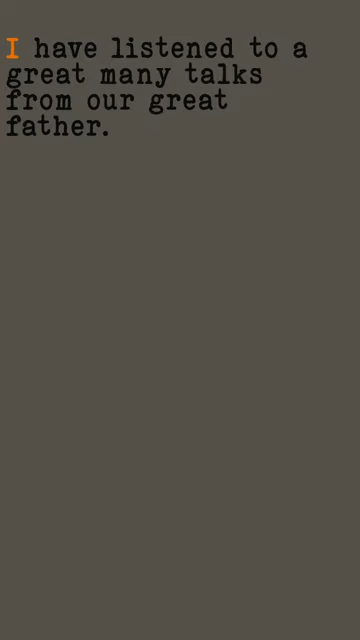 I have listened to a
great many talks
from our great
father.